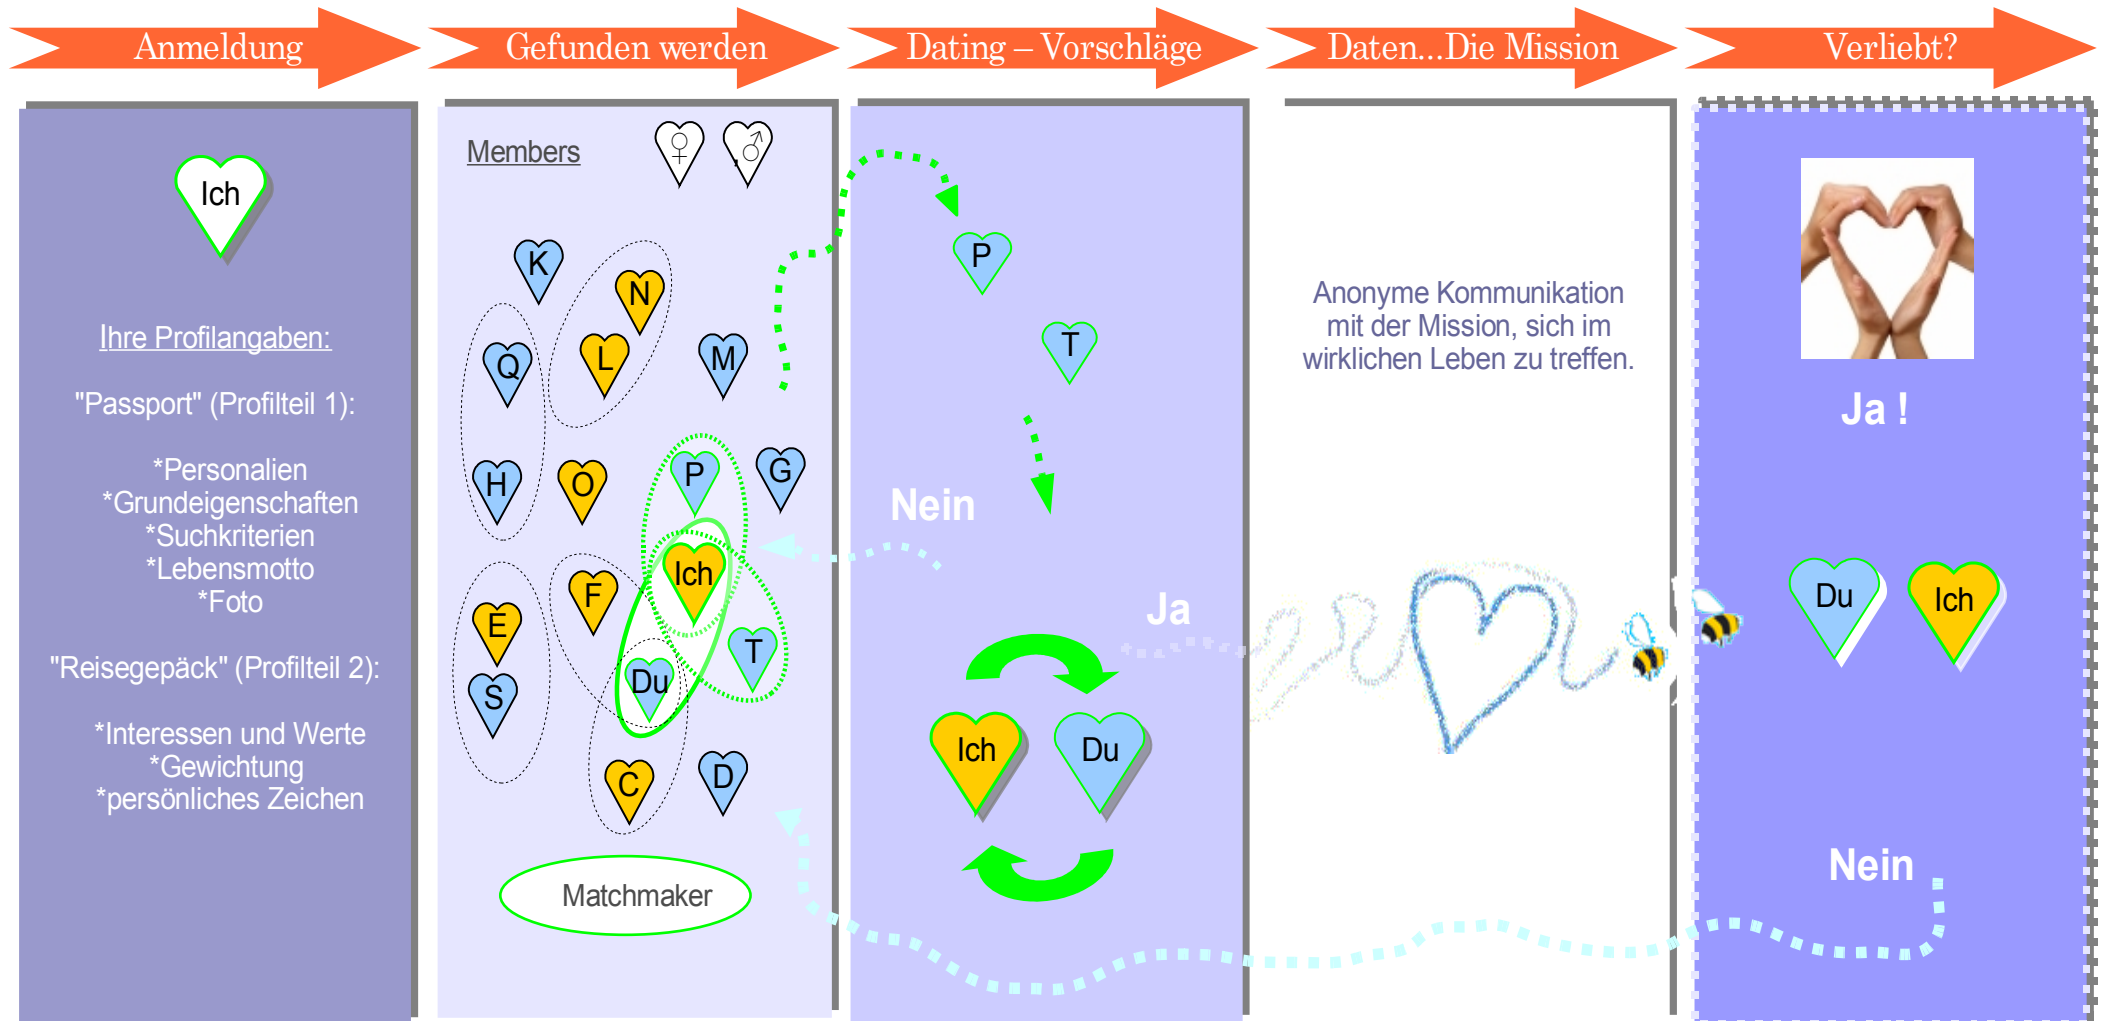 Anmeldung
Gefunden werden
Dating – Vorschläge
Daten...Die Mission
Verliebt?
Ich
Ihre Profilangaben:
"Passport" (Profilteil 1):
*Personalien
*Grundeigenschaften
*Suchkriterien
*Lebensmotto
*Foto
"Reisegepäck" (Profilteil 2):
*Interessen und Werte
*Gewichtung
*persönliches Zeichen
Members
♀
,♂
K
N
L
Q
M
H
O
P
G
Ich
F
E
T
Du
S
C
D
Matchmaker
P
T
Nein
Ja
Ich
Du
Anonyme Kommunikation
mit der Mission, sich im
wirklichen Leben zu treffen.
Ja !
Du
Ich
Nein